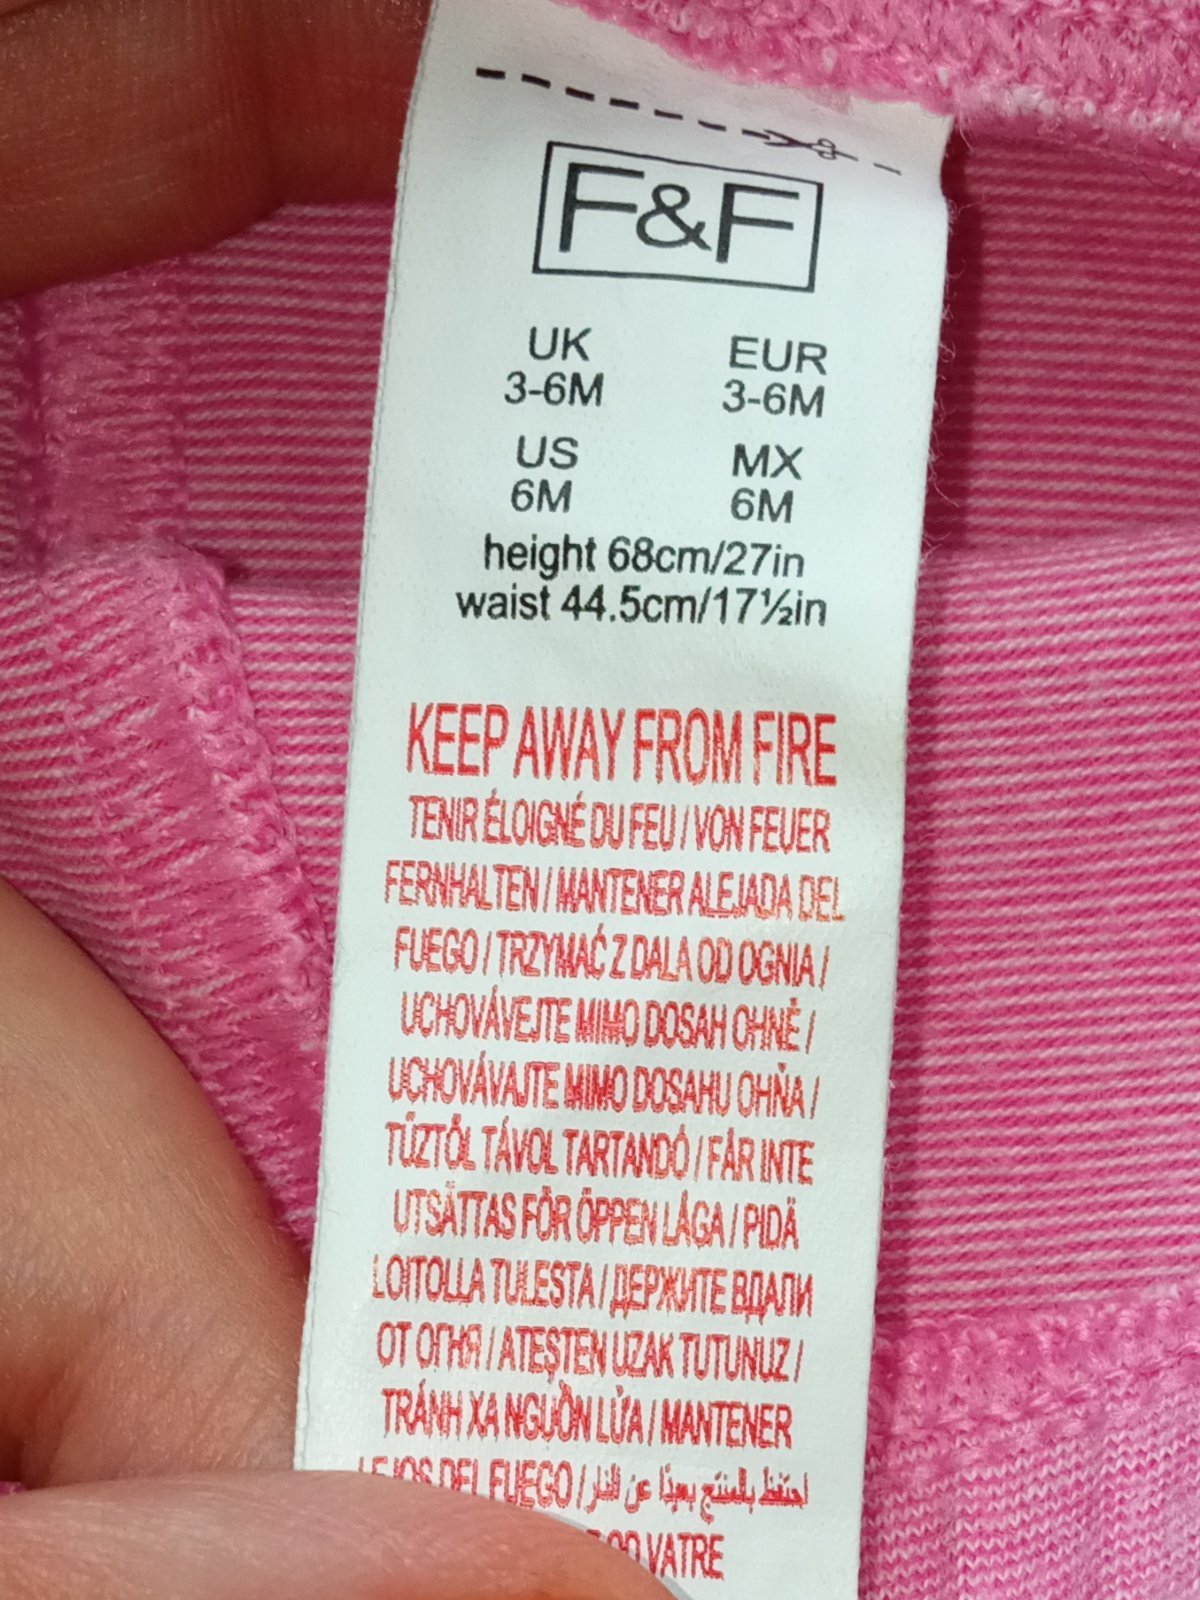 F&F
UK EUR
3-6M 3-6M
US MX
6M 6M
height 68cm/27in
waist 44.5cm/17½in
KEEP AWAY FROM FIRE
TENIR ÉLOIGNÉ DU FEU / VON FEUER
FERNHALTEN / MANTENER ALEJADA DEL
FUEGO / TRZYMAĆ Z DALA OD OGNIA /
UCHOVÁVEJTE MIMO DOSAH OHNĚ /
UCHOVÁVAJTE MIMO DOSAHU OHŇA /
TŰZTŐL TÁVOL TARTANDÓ / FÅR INTE
UTSÄTTAS FÖR ÖPPEN LÅGA / PIDÄ
LOITOLLA TULESTA / ДЕРЖИТЕ ВДАЛИ
ОТ ОГНЯ / ATEŞTEN UZAK TUTUNUZ /
TRÁNH XA NGUỒN LỬA / MANTENER
LEJOS DEL FUEGO / احتفظ بالمنتج بعيدًا عن النار
OD VATRE